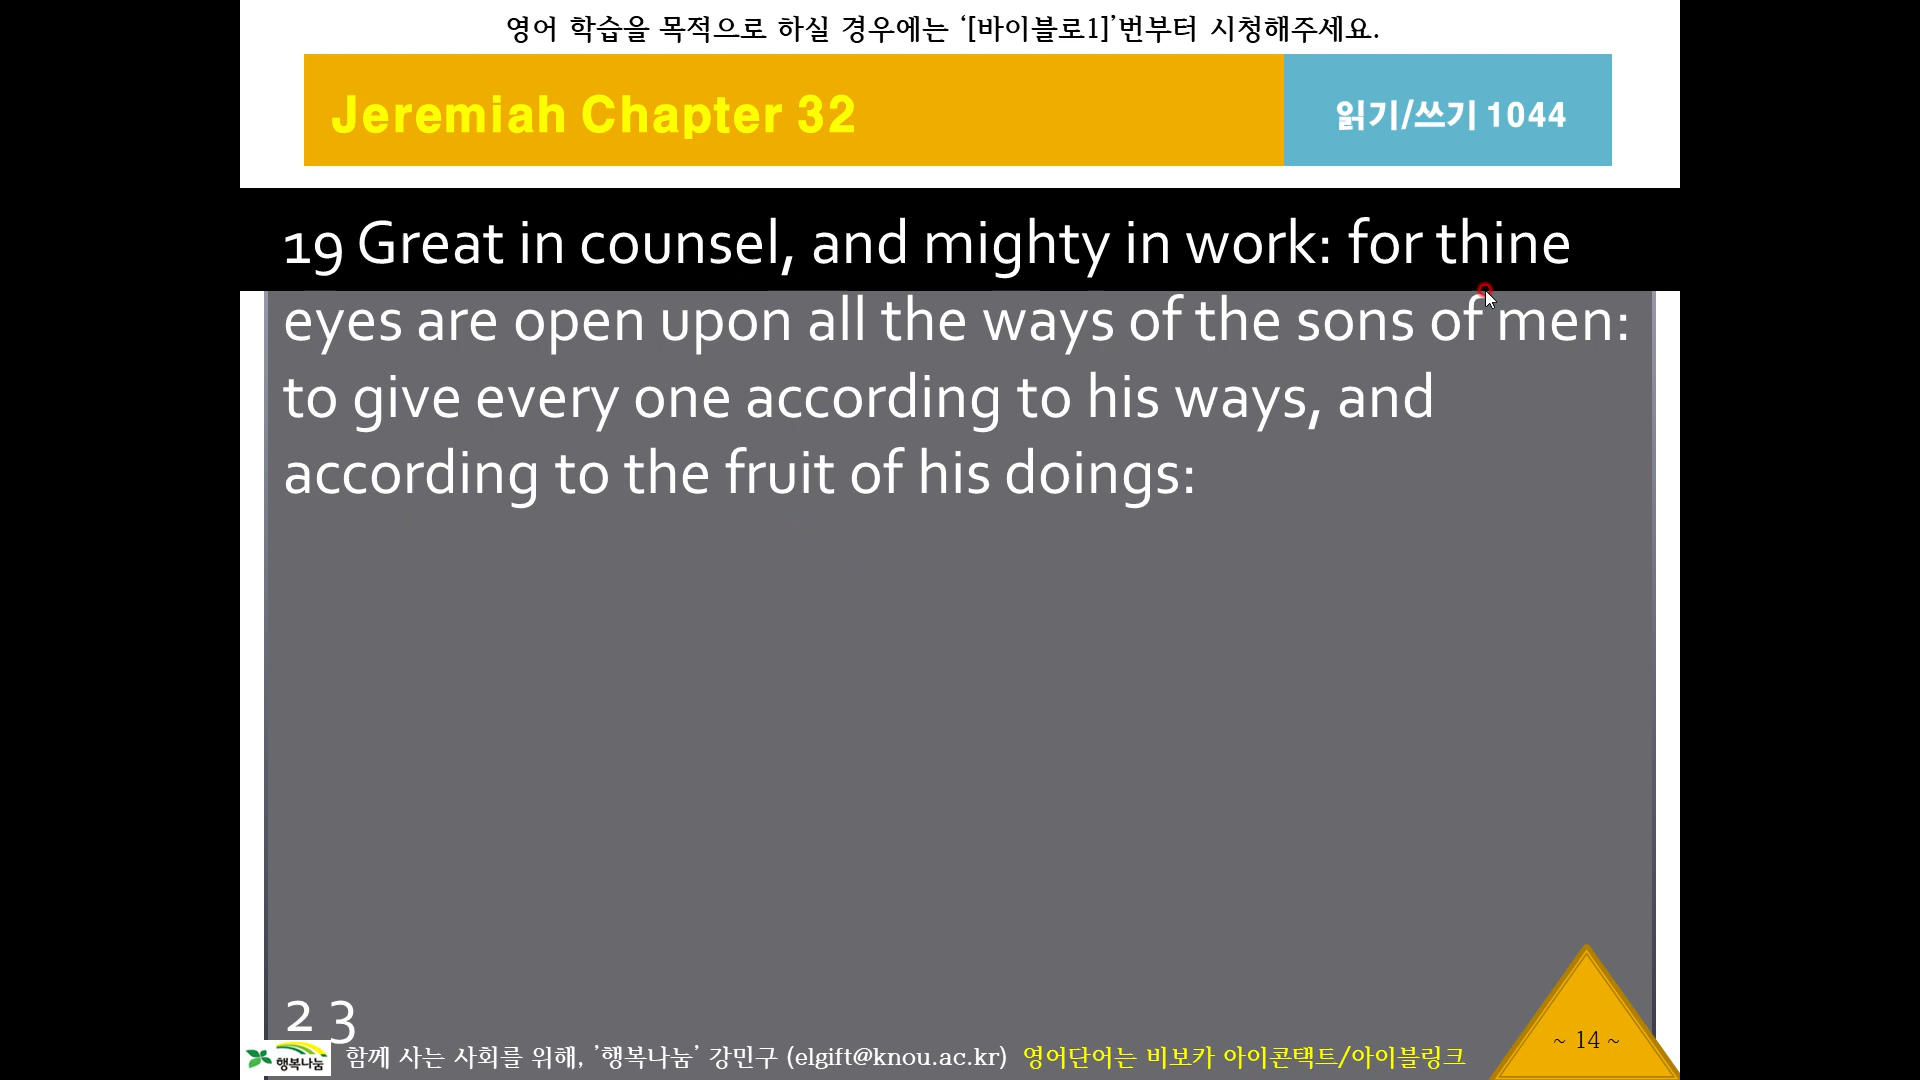 영어 학습을 목적으로 하실 경우에는 ‘[바이블로1]’번부터 시청해주세요.
Jeremiah Chapter 32
읽기/쓰기 1044
19 Great in counsel, and mighty in work: for thine
eyes are open upon all the ways of the sons of men:
to give every one according to his ways, and
according to the fruit of his doings:
2 3
행복나눔
함께 사는 사회를 위해, ’행복나눔’ 강민구 (elgift@knou.ac.kr) 영어단어는 비보카 아이콘택트/아이블링크
~ 14 ~